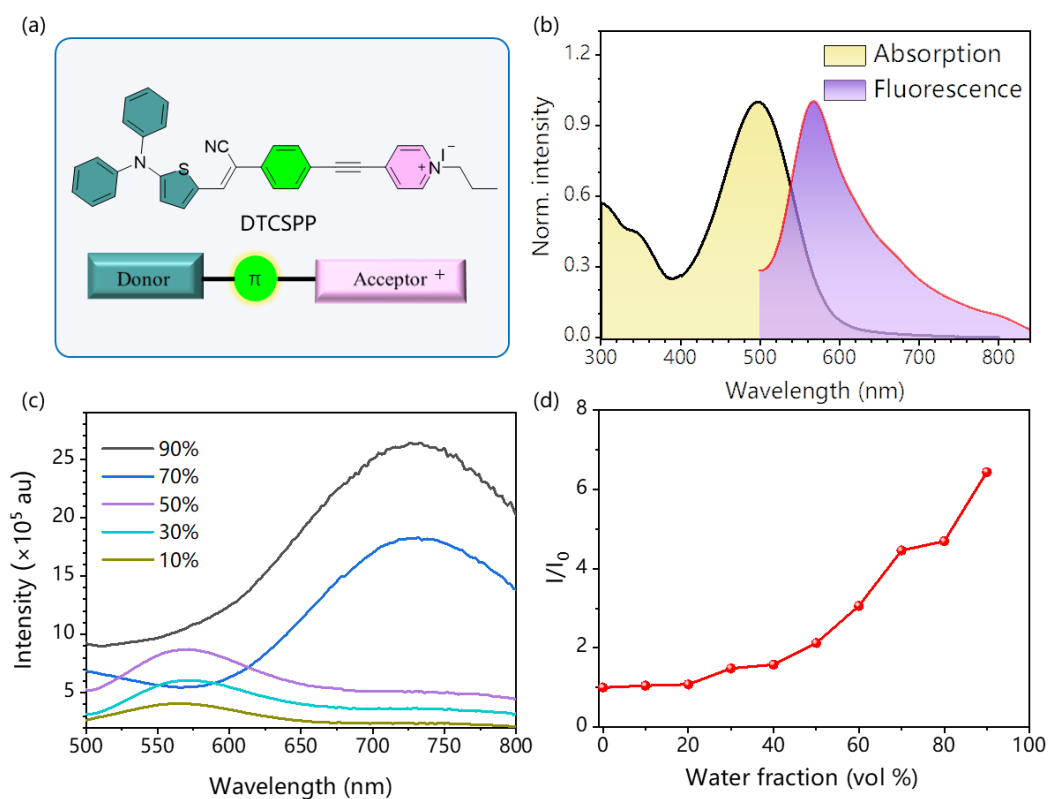 (a)
N
S
NC
I⁻
+
N
DTCSPP
Donor
π
Acceptor +
(b)
1.2
0.9
0.6
0.3
0.0
Norm. intensity
Absorption
Fluorescence
300 400 500 600 700 800
Wavelength (nm)
(c)
25
20
15
10
5
Intensity (×10⁵ au)
90%
70%
50%
30%
10%
500 550 600 650 700 750 800
Wavelength (nm)
(d)
8
6
4
2
0
I/I₀
0 20 40 60 80 100
Water fraction (vol %)